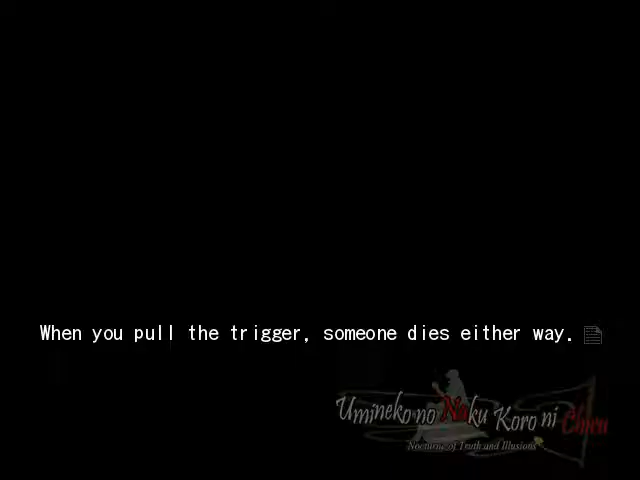 When you pull the trigger, someone dies either way.
Umineko no Naku Koro ni Chiru
Nocturne of Truth and Illusions